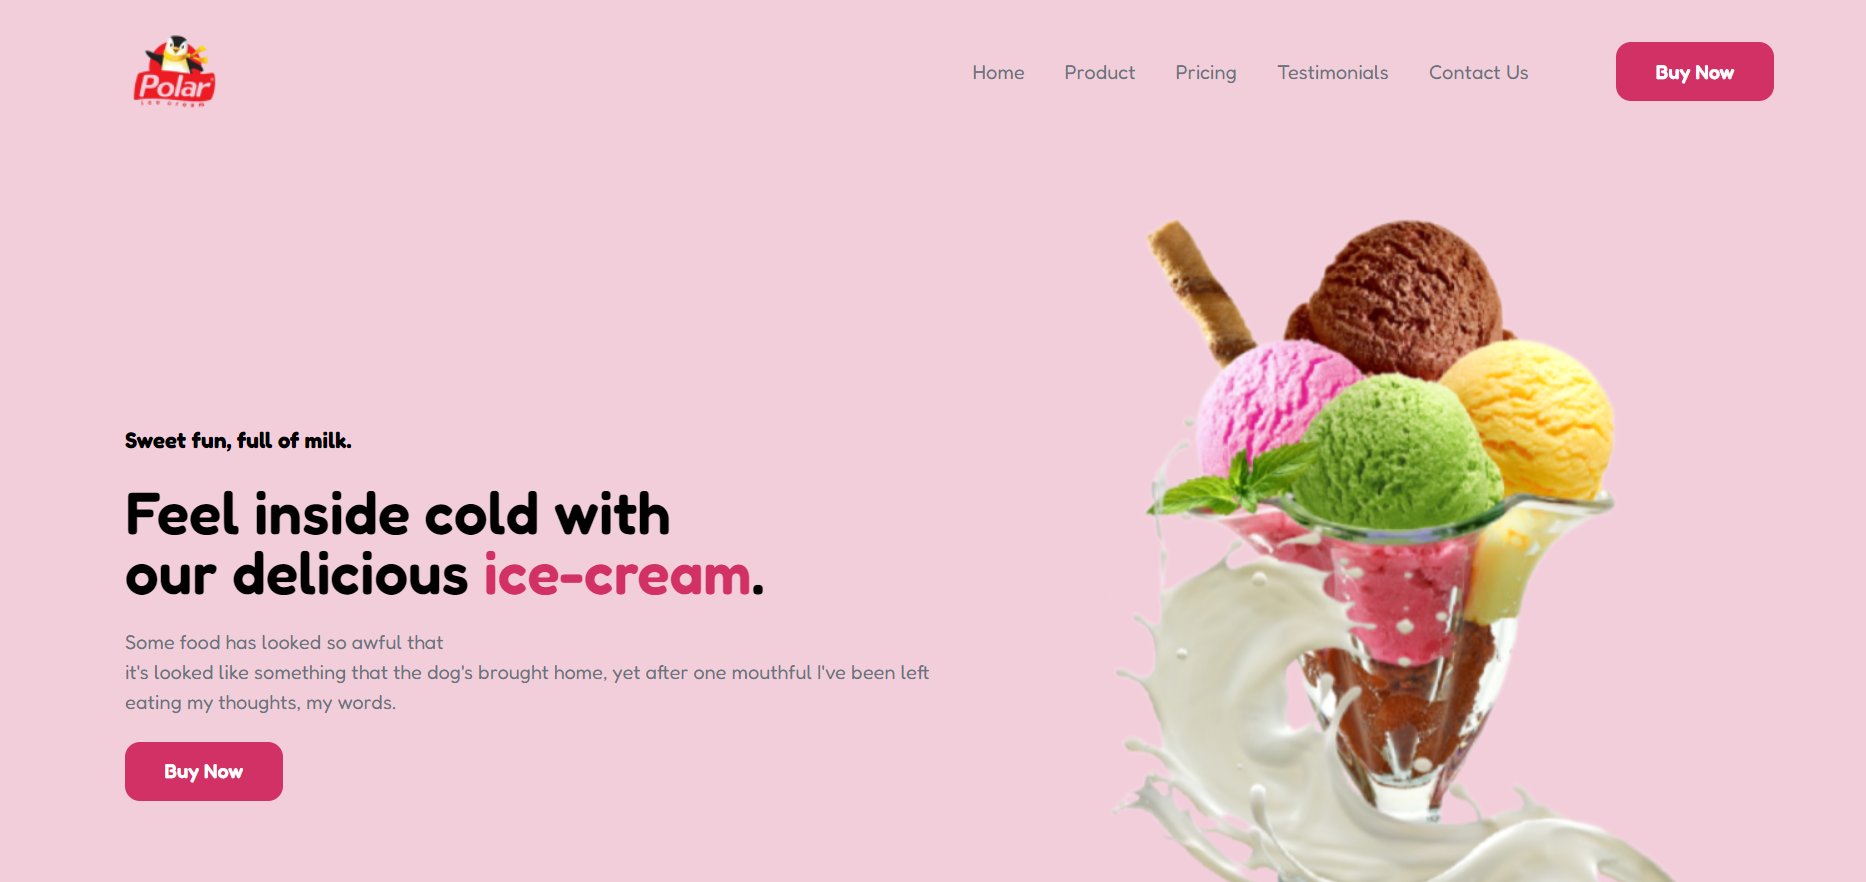 Polar
ice cream
Home
Product
Pricing
Testimonials
Contact Us
Buy Now
Sweet fun, full of milk.
Feel inside cold with
our delicious ice-cream.
Some food has looked so awful that
it's looked like something that the dog's brought home, yet after one mouthful I've been left
eating my thoughts, my words.
Buy Now